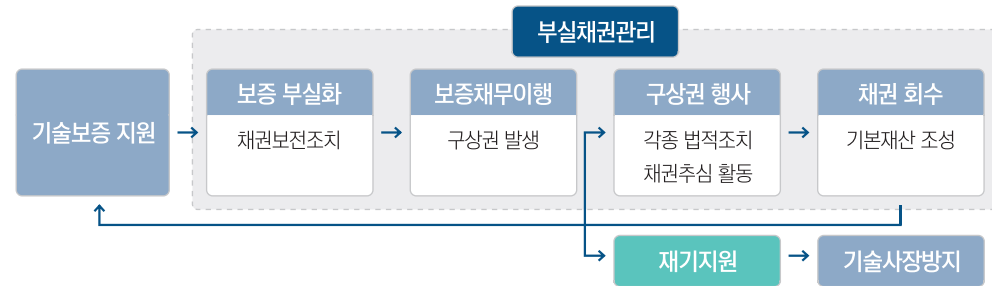 부실채권관리
기술보증 지원
보증 부실화
채권보전조치
보증채무이행
구상권 발생
구상권 행사
각종 법적조치
채권추심 활동
채권 회수
기본재산 조성
재기지원
기술사장방지